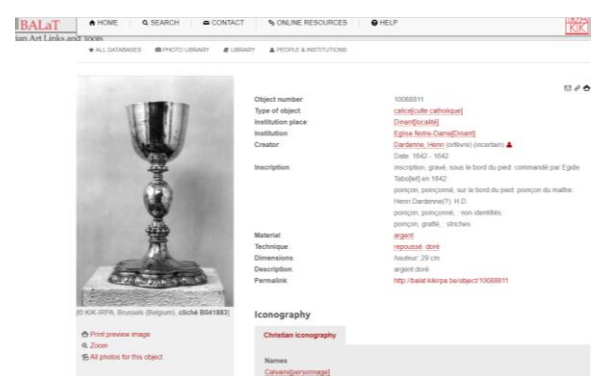 BALaT
HOME
SEARCH
CONTACT
ONLINE RESOURCES
HELP
KIK
ian Art Links and Tools
ALL DATABASES
PHOTO LIBRARY
LIBRARY
PEOPLE & INSTITUTIONS
Object number 10088811
Type of object calice[culte catholique]
Institution place Dinant[localité]
Institution Eglise Notre-Dame[Dinant]
Creator Dardenne, Henri (orfèvre) (incertain)
Date: 1642 - 1642
Inscription inscription, gravé, sous le bord du pied: commandé par Egide
Tabo[let] en 1642.
poinçon, poinçonné, sur le bord du pied: poinçon du maître
Henri Dardenne(?): H.D.
poinçon, poinçonné, : non identifiés.
poinçon, gratté, : striches.
Material: argent
Technique: repoussé, doré
Dimensions: hauteur: 29 cm
Description: argent doré
Permalink: http://balat.kikirpa.be/object/10088811
[© KIK-IRPA, Brussels (Belgium), cliché B041883]
Print preview image
Zoom
All photos for this object
Iconography
Christian iconography
Names
Calvaire[personnage]